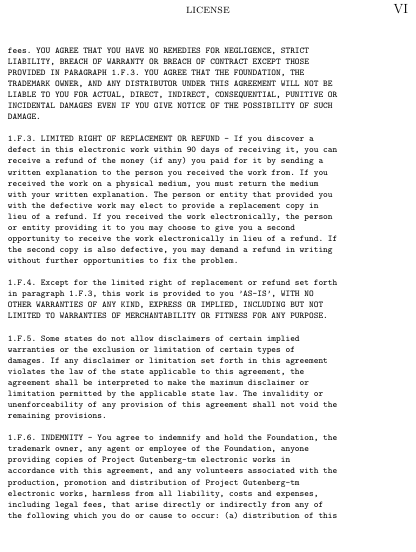 LICENSE VI
fees. YOU AGREE THAT YOU HAVE NO REMEDIES FOR NEGLIGENCE, STRICT
LIABILITY, BREACH OF WARRANTY OR BREACH OF CONTRACT EXCEPT THOSE
PROVIDED IN PARAGRAPH 1.F.3. YOU AGREE THAT THE FOUNDATION, THE
TRADEMARK OWNER, AND ANY DISTRIBUTOR UNDER THIS AGREEMENT WILL NOT BE
LIABLE TO YOU FOR ACTUAL, DIRECT, INDIRECT, CONSEQUENTIAL, PUNITIVE OR
INCIDENTAL DAMAGES EVEN IF YOU GIVE NOTICE OF THE POSSIBILITY OF SUCH
DAMAGE.
1.F.3. LIMITED RIGHT OF REPLACEMENT OR REFUND - If you discover a
defect in this electronic work within 90 days of receiving it, you can
receive a refund of the money (if any) you paid for it by sending a
written explanation to the person you received the work from. If you
received the work on a physical medium, you must return the medium
with your written explanation. The person or entity that provided you
with the defective work may elect to provide a replacement copy in
lieu of a refund. If you received the work electronically, the person
or entity providing it to you may choose to give you a second
opportunity to receive the work electronically in lieu of a refund. If
the second copy is also defective, you may demand a refund in writing
without further opportunities to fix the problem.
1.F.4. Except for the limited right of replacement or refund set forth
in paragraph 1.F.3, this work is provided to you 'AS-IS', WITH NO
OTHER WARRANTIES OF ANY KIND, EXPRESS OR IMPLIED, INCLUDING BUT NOT
LIMITED TO WARRANTIES OF MERCHANTABILITY OR FITNESS FOR ANY PURPOSE.
1.F.5. Some states do not allow disclaimers of certain implied
warranties or the exclusion or limitation of certain types of
damages. If any disclaimer or limitation set forth in this agreement
violates the law of the state applicable to this agreement, the
agreement shall be interpreted to make the maximum disclaimer or
limitation permitted by the applicable state law. The invalidity or
unenforceability of any provision of this agreement shall not void the
remaining provisions.
1.F.6. INDEMNITY - You agree to indemnify and hold the Foundation, the
trademark owner, any agent or employee of the Foundation, anyone
providing copies of Project Gutenberg-tm electronic works in
accordance with this agreement, and any volunteers associated with the
production, promotion and distribution of Project Gutenberg-tm
electronic works, harmless from all liability, costs and expenses,
including legal fees, that arise directly or indirectly from any of
the following which you do or cause to occur: (a) distribution of this